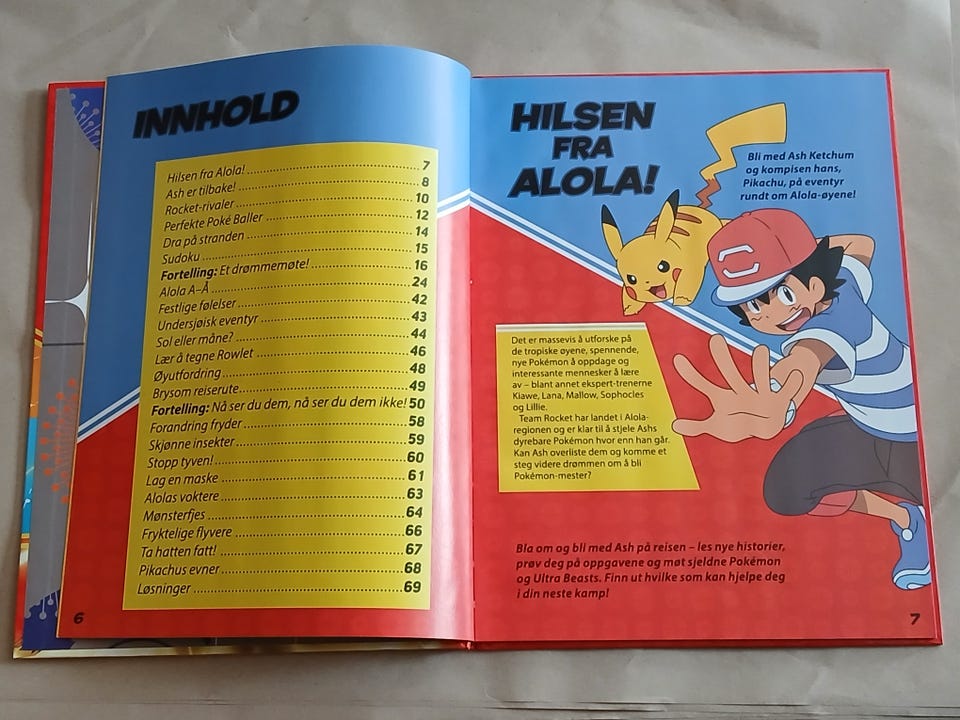 INNHOLD
Hilsen fra Alola! 7
Ash er tilbake! 8
Rocket-rivaler 10
Perfekte Poké Baller 12
Dra på stranden 14
Sudoku 15
Fortelling: Et drømmemøte! 16
Alola A–Å 24
Festlige følelser 42
Undersjøisk eventyr 43
Sol eller måne? 44
Lær å tegne Rowlet 46
Øyutfordring 48
Brysom reiserute 49
Fortelling: Nå ser du dem, nå ser du dem ikke! 50
Forandring fryder 58
Skjønne insekter 59
Stopp tyven! 60
Lag en maske 61
Alolas voktere 63
Mønsterfjes 64
Fryktelige flyvere 66
Ta hatten fatt! 67
Pikachus evner 68
Løsninger 69
6
HILSEN
FRA
ALOLA!
Bli med Ash Ketchum
og kompisen hans,
Pikachu, på eventyr
rundt om Alola-øyene!
Det er massevis å utforske på
de tropiske øyene, spennende,
nye Pokémon å oppdage og
interessante mennesker å lære
av – blant annet ekspert-trenerne
Kiawe, Lana, Mallow, Sophocles
og Lillie.
Team Rocket har landet i Alola-
regionen og er klar til å stjele Ashs
dyrebare Pokémon hvor enn han går.
Kan Ash overliste dem og komme et
steg videre drømmen om å bli
Pokémon-mester?
Bla om og bli med Ash på reisen – les nye historier,
prøv deg på oppgavene og møt sjeldne Pokémon
og Ultra Beasts. Finn ut hvilke som kan hjelpe deg
i din neste kamp!
7